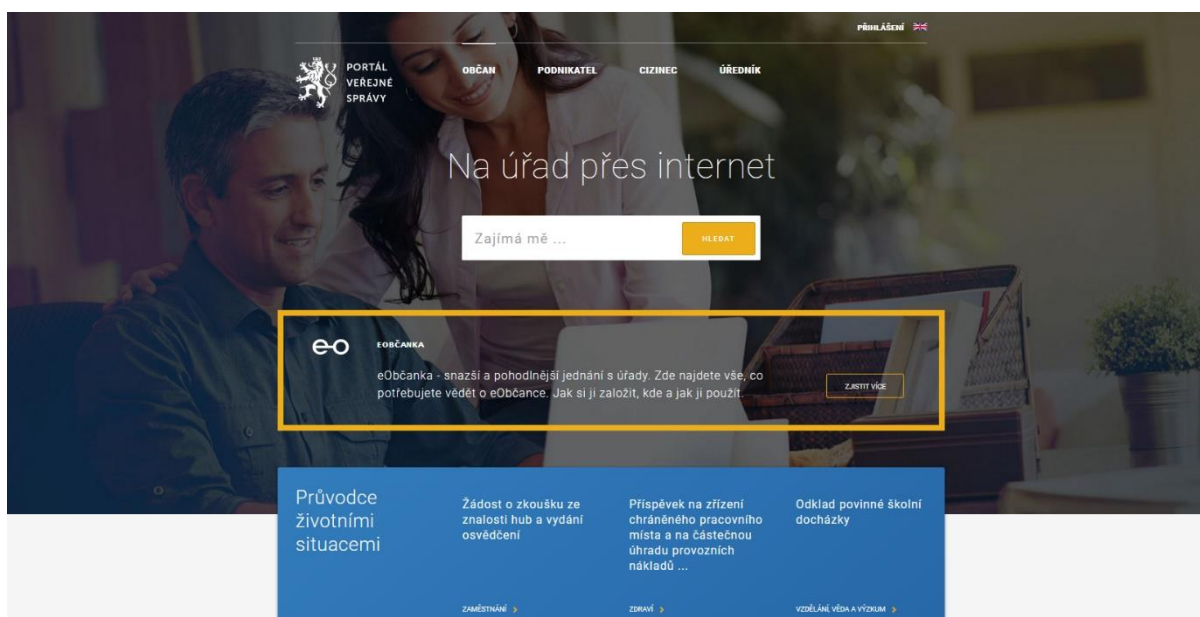 PŘIHLÁŠENÍ
PORTÁL
VEŘEJNÉ
SPRÁVY
OBČAN
PODNIKATEL
CIZINEC
ÚŘEDNÍK
Na úřad přes internet
Zajímá mě ...
HLEDAT
e-o
EOBČANKA
eObčanka - snazší a pohodlnější jednání s úřady. Zde najdete vše, co
potřebujete vědět o eObčance. Jak si ji založit, kde a jak ji použít.
ZJISTIT VÍCE
Průvodce
životními
situacemi
Žádost o zkoušku ze
znalosti hub a vydání
osvědčení
ZAMĚSTNÁNÍ
Příspěvek na zřízení
chráněného pracovního
místa a na částečnou
úhradu provozních
nákladů ...
ZDRAVÍ
Odklad povinné školní
docházky
VZDĚLÁNÍ, VĚDA A VÝZKUM